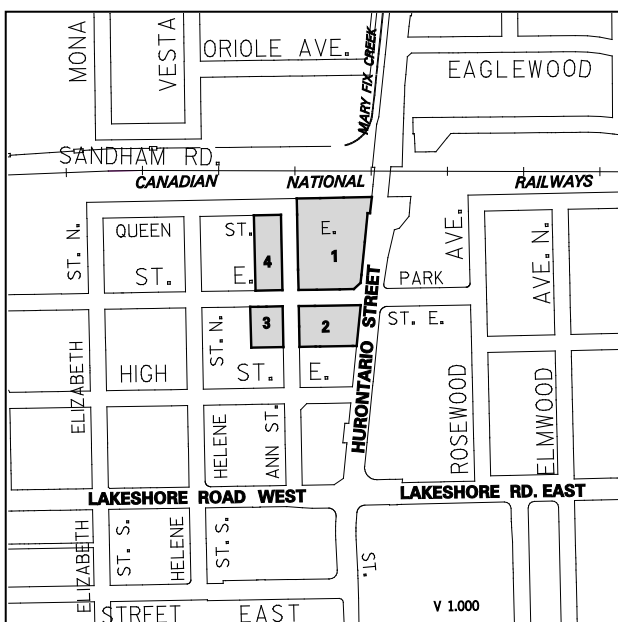 MONA
VESTA
ORIOLE AVE.
MARY FIX CREEK
EAGLEWOOD
SANDHAM RD.
CANADIAN NATIONAL RAILWAYS
ST. N.
QUEEN ST. E.
1
4
AVE.
AVE. N.
ST. E. PARK
HURONTARIO STREET
3
2
ST. E.
ST. N.
ELIZABETH
HIGH ST. E.
ROSEWOOD
ELMWOOD
HELENE
ANN ST.
LAKESHORE ROAD WEST
LAKESHORE RD. EAST
ELIZABETH
ST. S.
HELENE
ST. S.
ST.
STREET EAST
V 1.000